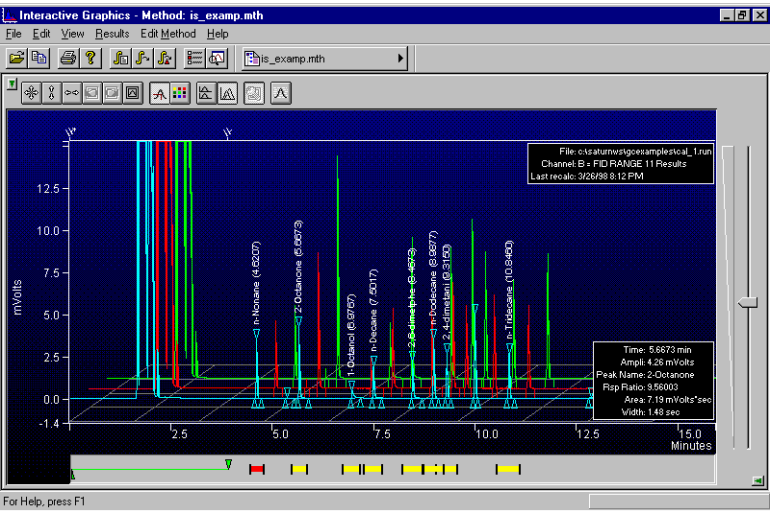 Interactive Graphics - Method: is_examp.mth
File Edit View Results Edit Method Help
is_examp.mth
File: c:\saturnws\gcexamples\cal_1.run
Channel: B = FID RANGE 11 Results
Last recalc: 3/26/98 8:12 PM
12.5
10.0
7.5
5.0
2.5
0.0
-1.4
mVolts
n-Nonane (4.6207)
2-Octanone (5.6673)
1-Octanol (6.9767)
n-Decane (7.5017)
n-Dodecane (8.9877)
n-Tridecane (10.8460)
Time: 5.6673 min
Ampli: 4.26 mVolts
Peak Name: 2-Octanone
Rsp Ratio: 9.56003
Area: 7.19 mVolts*sec
Width: 1.48 sec
2.5 5.0 7.5 10.0 12.5 15.0
Minutes
For Help, press F1